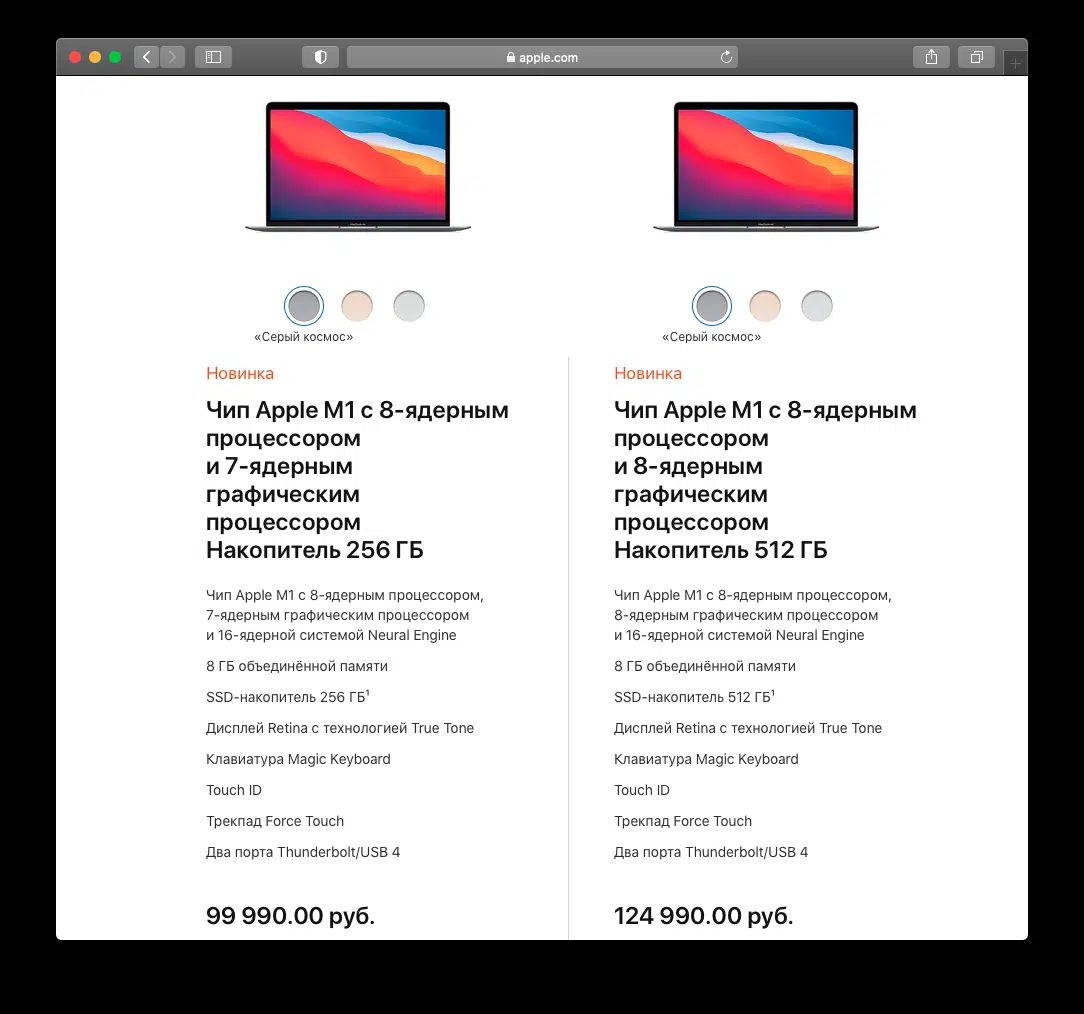 apple.com
«Серый космос»
Новинка
Чип Apple M1 с 8-ядерным
процессором
и 7-ядерным
графическим
процессором
Накопитель 256 ГБ
Чип Apple M1 с 8-ядерным процессором,
7-ядерным графическим процессором
и 16-ядерной системой Neural Engine
8 ГБ объединённой памяти
SSD-накопитель 256 ГБ¹
Дисплей Retina с технологией True Tone
Клавиатура Magic Keyboard
Touch ID
Трекпад Force Touch
Два порта Thunderbolt/USB 4
99 990.00 руб.
«Серый космос»
Новинка
Чип Apple M1 с 8-ядерным
процессором
и 8-ядерным
графическим
процессором
Накопитель 512 ГБ
Чип Apple M1 с 8-ядерным процессором,
8-ядерным графическим процессором
и 16-ядерной системой Neural Engine
8 ГБ объединённой памяти
SSD-накопитель 512 ГБ¹
Дисплей Retina с технологией True Tone
Клавиатура Magic Keyboard
Touch ID
Трекпад Force Touch
Два порта Thunderbolt/USB 4
124 990.00 руб.